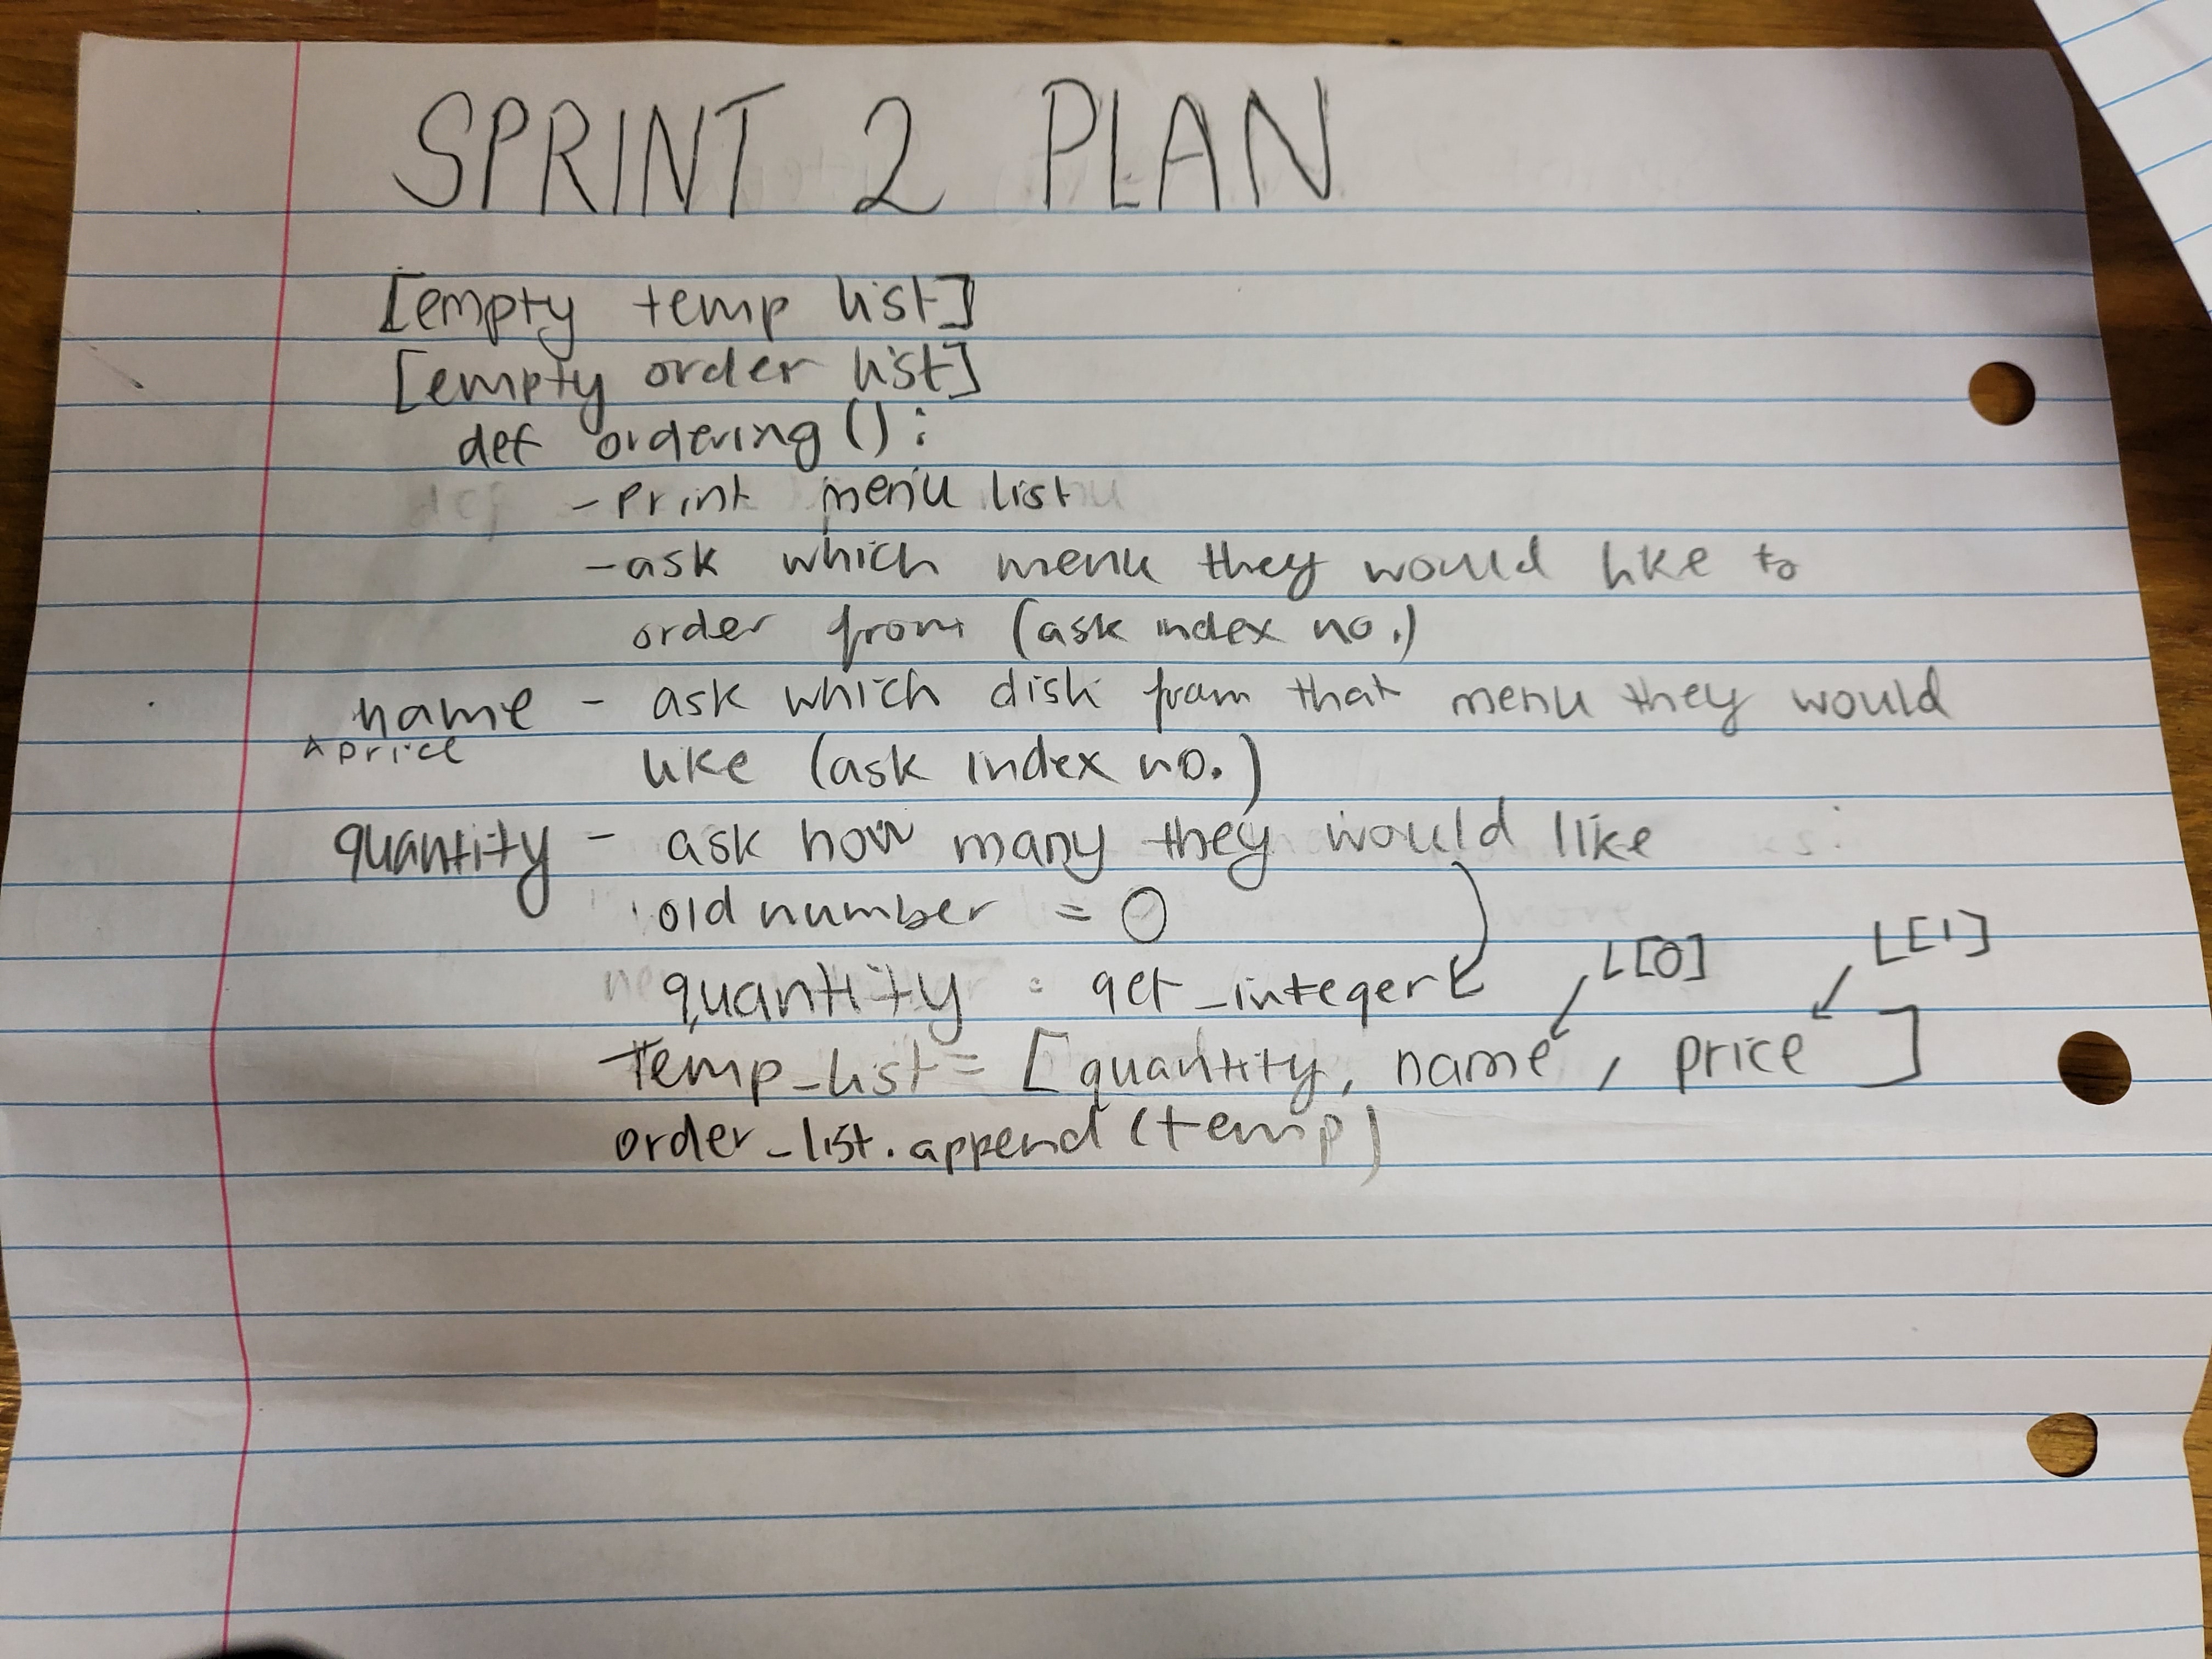 SPRINT 2 PLAN
[empty temp list]
[empty order list]
def ordering():
- Print menu list
- ask which menu they would like to
order from (ask index no.)
name - ask which dish from that menu they would
^ price like (ask index no.)
quantity - ask how many they would like
old number = 0
L[0] L[1]
quantity = get_integer
Temp_list = [quantity, name, price]
order_list.append(temp)